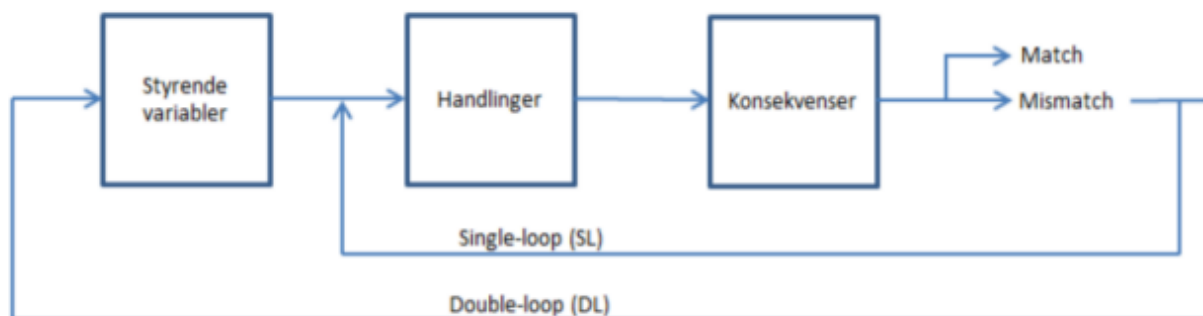 Styrende
variabler
Handlinger
Konsekvenser
Match
Mismatch
Single-loop (SL)
Double-loop (DL)